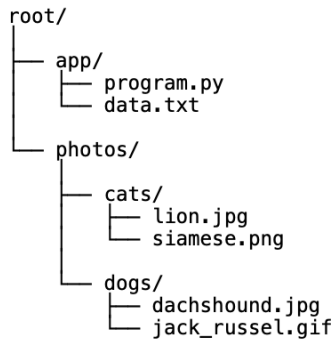 root/
app/
program.py
data.txt
photos/
cats/
lion.jpg
siamese.png
dogs/
dachshound.jpg
jack_russel.gif